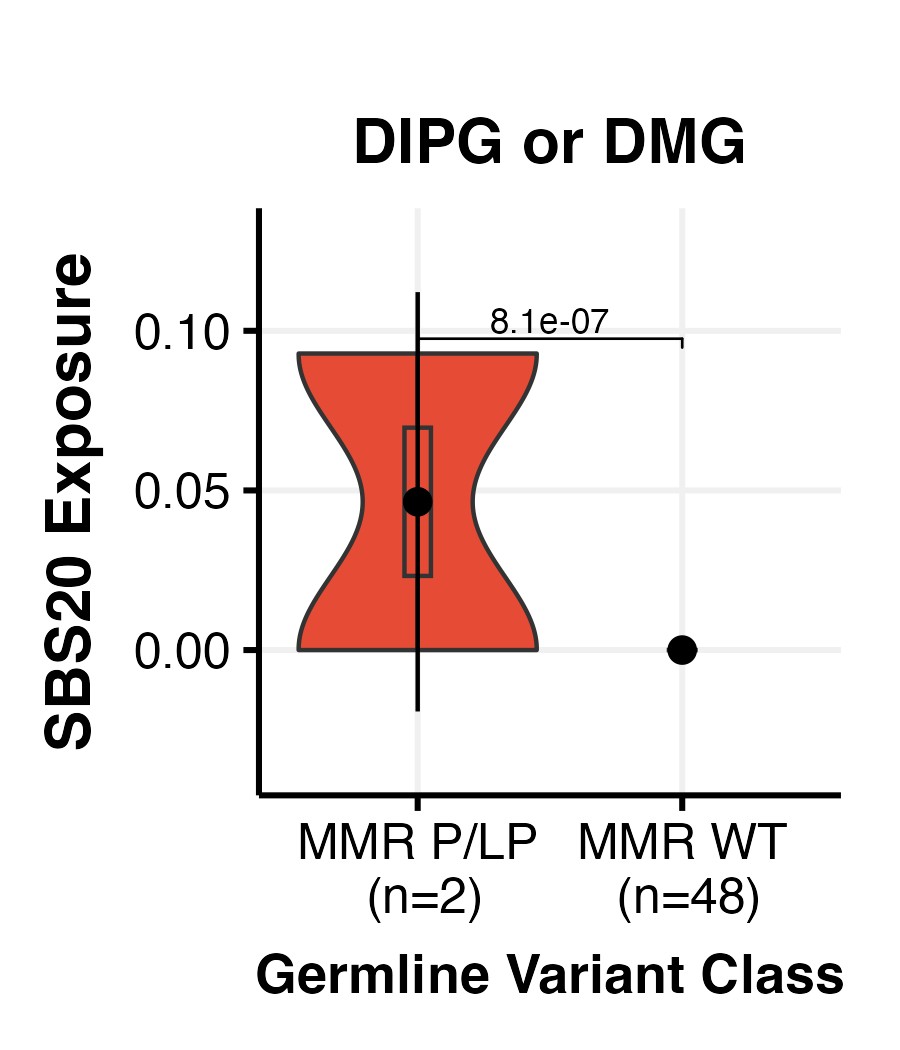 DIPG or DMG
SBS20 Exposure
0.10
0.05
0.00
8.1e-07
MMR P/LP
(n=2)
MMR WT
(n=48)
Germline Variant Class